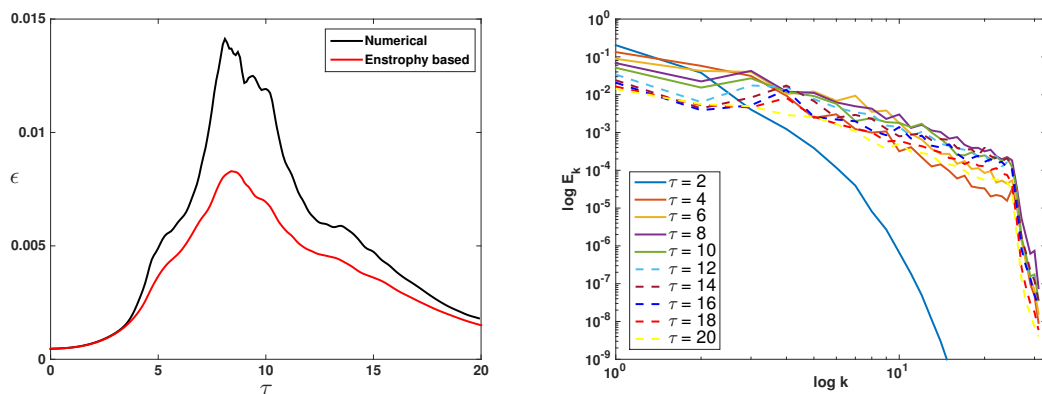 0.015
0.01
0.005
0
ϵ
0 5 10 15 20
τ
Numerical
Enstrophy based
10^0
10^-1
10^-2
10^-3
10^-4
10^-5
10^-6
10^-7
10^-8
10^-9
log E_k
10^0 10^1
log k
τ = 2
τ = 4
τ = 6
τ = 8
τ = 10
τ = 12
τ = 14
τ = 16
τ = 18
τ = 20